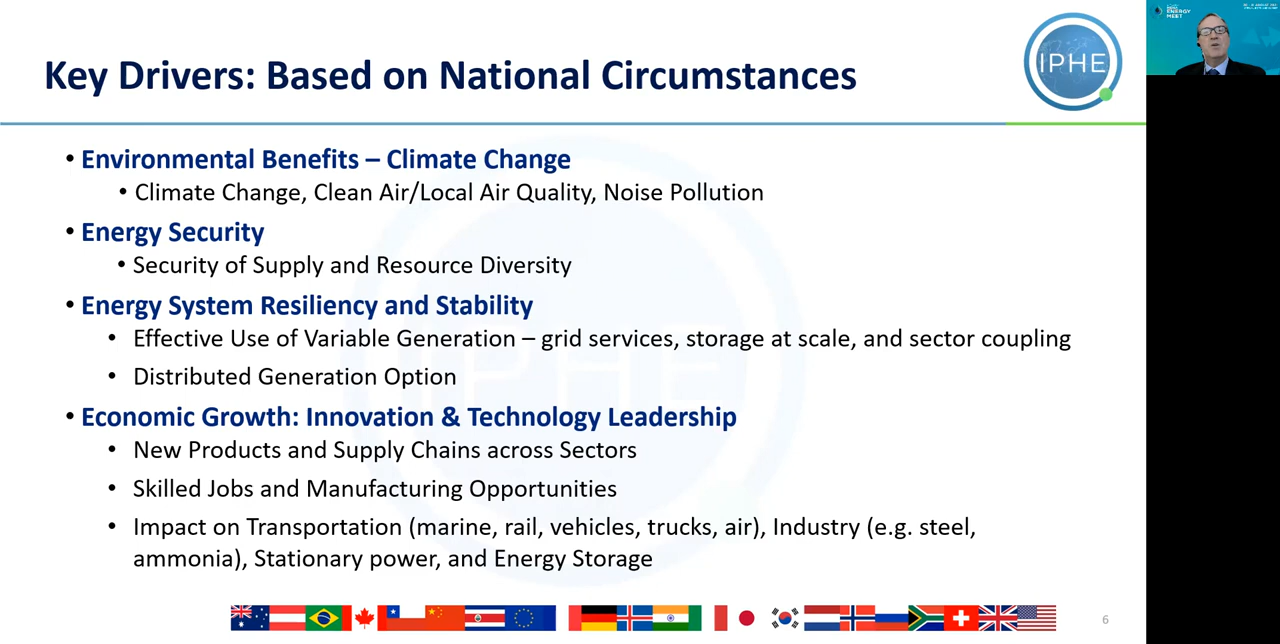 Key Drivers: Based on National Circumstances
IPHE
ENERGY
MEET
• Environmental Benefits – Climate Change
• Climate Change, Clean Air/Local Air Quality, Noise Pollution
• Energy Security
• Security of Supply and Resource Diversity
• Energy System Resiliency and Stability
• Effective Use of Variable Generation – grid services, storage at scale, and sector coupling
• Distributed Generation Option
• Economic Growth: Innovation & Technology Leadership
• New Products and Supply Chains across Sectors
• Skilled Jobs and Manufacturing Opportunities
• Impact on Transportation (marine, rail, vehicles, trucks, air), Industry (e.g. steel,
ammonia), Stationary power, and Energy Storage
IPHE
6